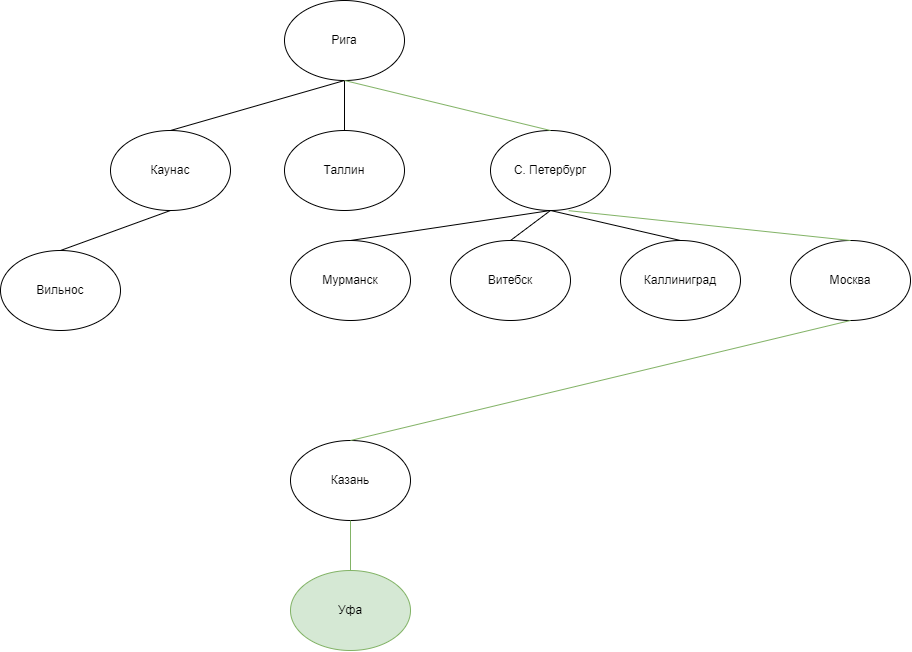 Рига
Каунас
Таллин
С. Петербург
Вильнос
Мурманск
Витебск
Каллиниград
Москва
Казань
Уфа